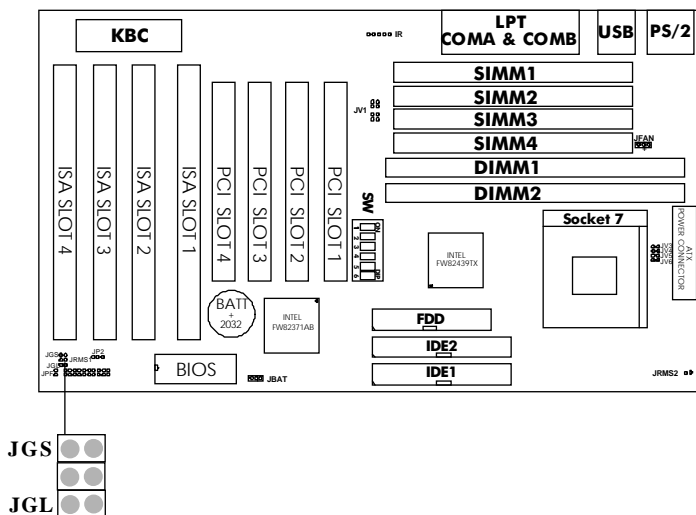 KBC
IR
LPT
COMA & COMB
USB
PS/2
SIMM1
SIMM2
SIMM3
SIMM4
JFAN
DIMM1
DIMM2
JV1
ISA SLOT 4
ISA SLOT 3
ISA SLOT 2
ISA SLOT 1
PCI SLOT 4
PCI SLOT 3
PCI SLOT 2
PCI SLOT 1
SW
ON
1
2
3
4
5
6
DIP
INTEL
FW82439TX
Socket 7
JV3
JV4
JV5
JV6
ATX
POWER CONNECTOR
BATT
+
2032
INTEL
FW82371AB
FDD
IDE2
IDE1
JGS
JRMS1
JP2
JGL
BIOS
JBAT
JRMS2
JGS
JGL